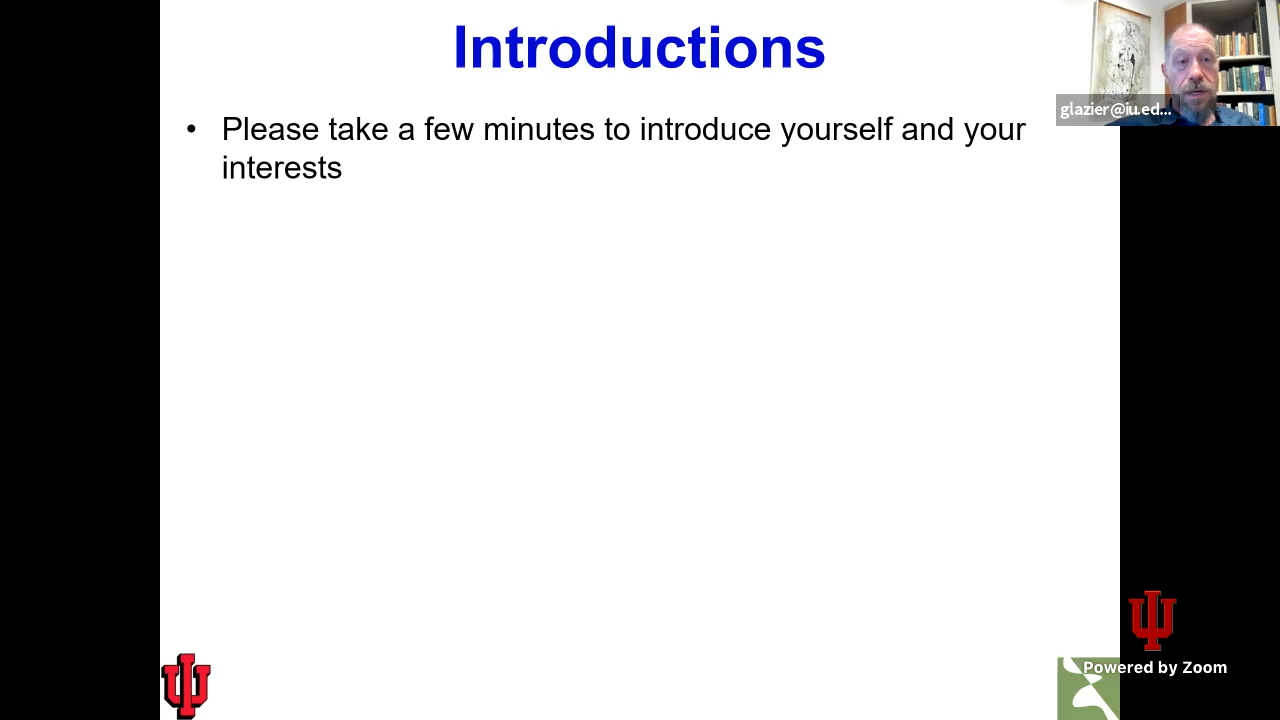 Introductions
glazier@iu.ed...
• Please take a few minutes to introduce yourself and your
interests
Powered by Zoom